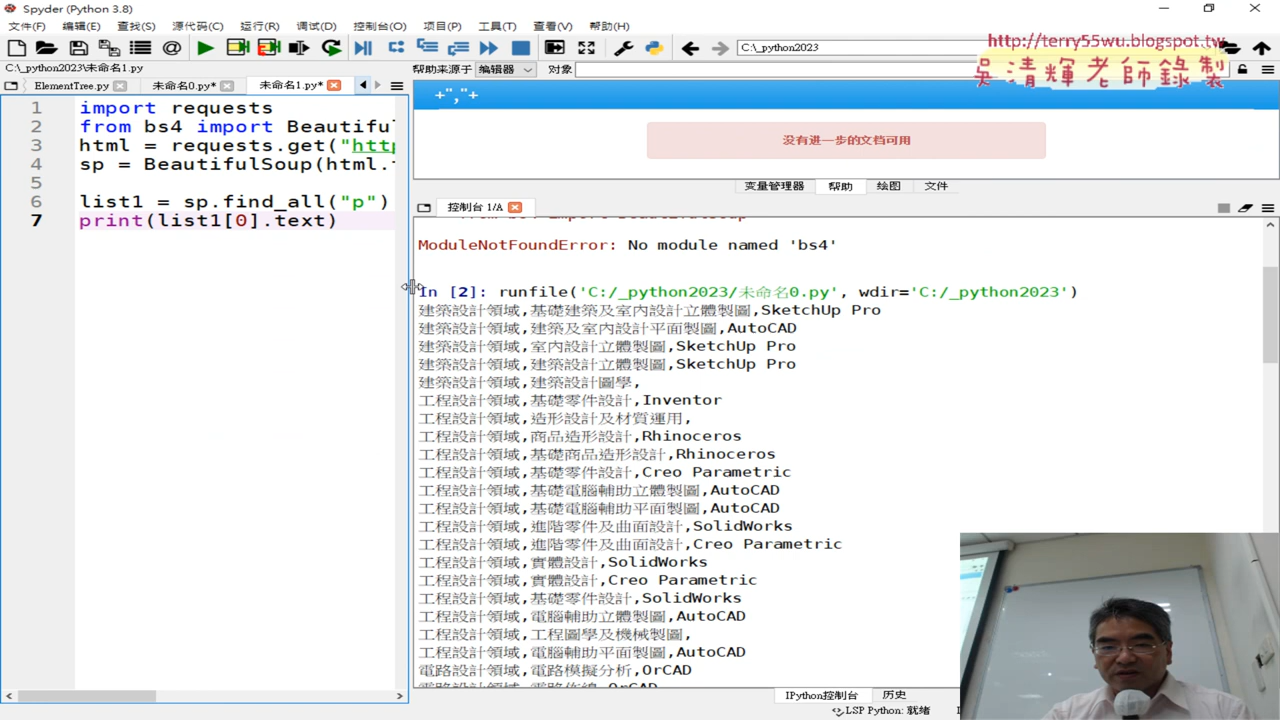 Spyder (Python 3.8)
文件(F) 编辑(E) 查找(S) 源代码(C) 运行(R) 调试(D) 控制台(O) 项目(P) 工具(T) 查看(V) 帮助(H)
C:\_python2023
http://terry55wu.blogspot.tw
吳清輝老師錄製
C:\_python2023\未命名1.py
帮助来源于 编辑器 对象
ElementTree.py 未命名0.py* 未命名1.py*
1 import requests
2 from bs4 import Beautiful
3 html = requests.get("http
4 sp = BeautifulSoup(html.
5
6 list1 = sp.find_all("p")
7 print(list1[0].text)
+","+
没有进一步的文档可用
变量管理器 帮助 绘图 文件
控制台 1/A
from bs4 import BeautifulSoup
ModuleNotFoundError: No module named 'bs4'
In [2]: runfile('C:/_python2023/未命名0.py', wdir='C:/_python2023')
建築設計領域,基礎建築及室內設計立體製圖,SketchUp Pro
建築設計領域,建築及室內設計平面製圖,AutoCAD
建築設計領域,室內設計立體製圖,SketchUp Pro
建築設計領域,建築設計立體製圖,SketchUp Pro
建築設計領域,建築設計圖學,
工程設計領域,基礎零件設計,Inventor
工程設計領域,造形設計及材質運用,
工程設計領域,商品造形設計,Rhinoceros
工程設計領域,基礎商品造形設計,Rhinoceros
工程設計領域,基礎零件設計,Creo Parametric
工程設計領域,基礎電腦輔助立體製圖,AutoCAD
工程設計領域,基礎電腦輔助平面製圖,AutoCAD
工程設計領域,進階零件及曲面設計,SolidWorks
工程設計領域,進階零件及曲面設計,Creo Parametric
工程設計領域,實體設計,SolidWorks
工程設計領域,實體設計,Creo Parametric
工程設計領域,基礎零件設計,SolidWorks
工程設計領域,電腦輔助立體製圖,AutoCAD
工程設計領域,工程圖學及機械製圖,
工程設計領域,電腦輔助平面製圖,AutoCAD
電路設計領域,電路模擬分析,OrCAD
IPython控制台 历史
LSP Python: 就绪